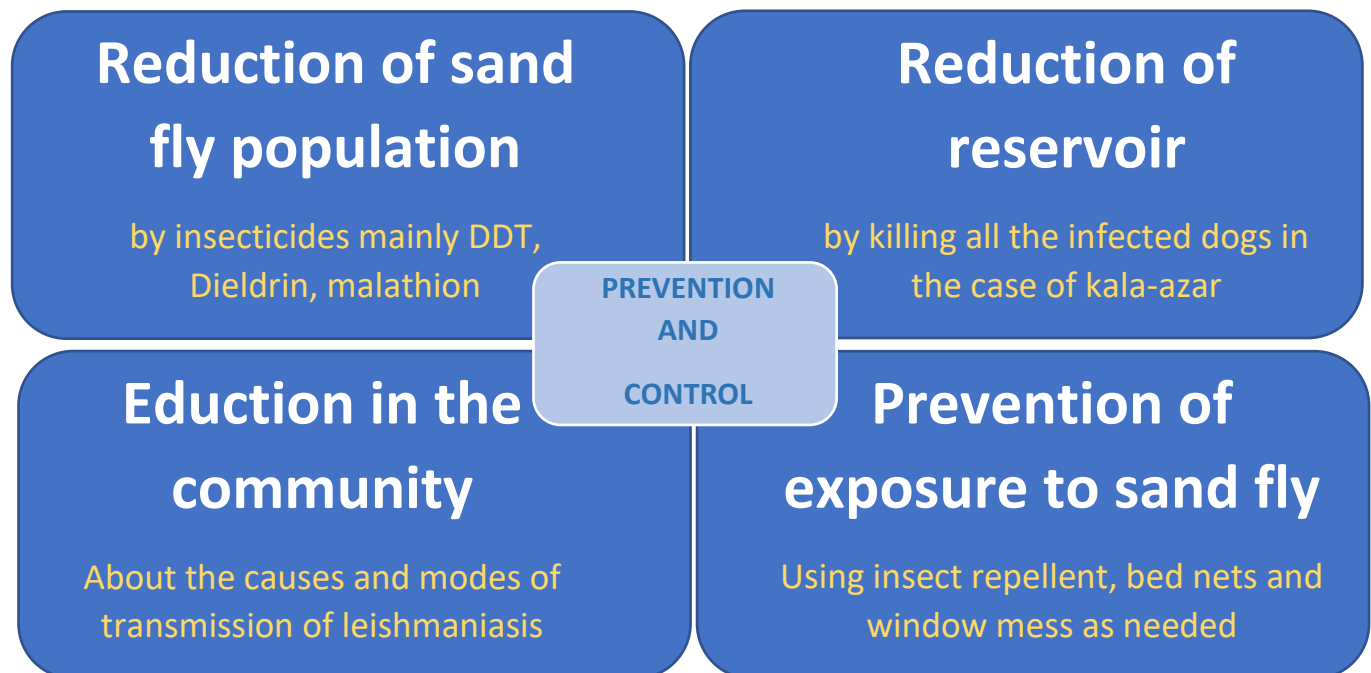 Reduction of sand
fly population
by insecticides mainly DDT,
Dieldrin, malathion
Reduction of
reservoir
by killing all the infected dogs in
the case of kala-azar
PREVENTION
AND
CONTROL
Eduction in the
community
About the causes and modes of
transmission of leishmaniasis
Prevention of
exposure to sand fly
Using insect repellent, bed nets and
window mess as needed